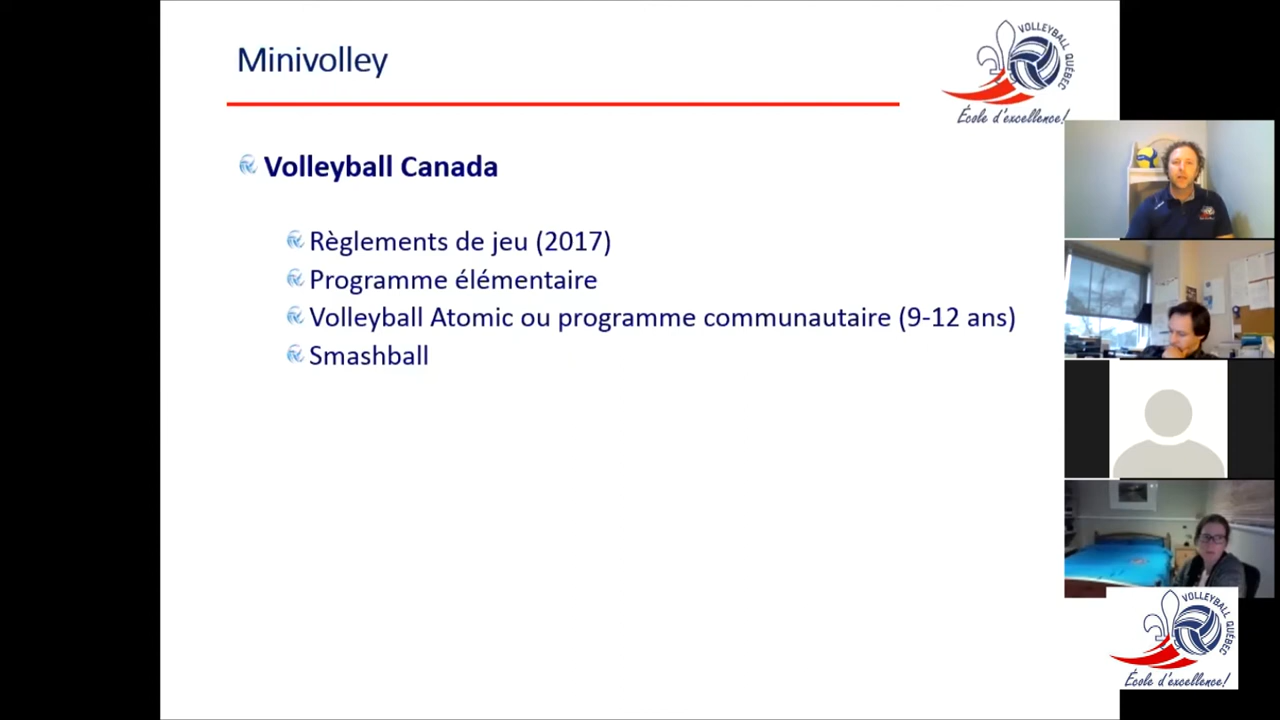 Minivolley
VOLLEYBALL QUÉBEC
École d'excellence!
Volleyball Canada
Règlements de jeu (2017)
Programme élémentaire
Volleyball Atomic ou programme communautaire (9-12 ans)
Smashball
VOLLEYBALL QUÉBEC
École d'excellence!